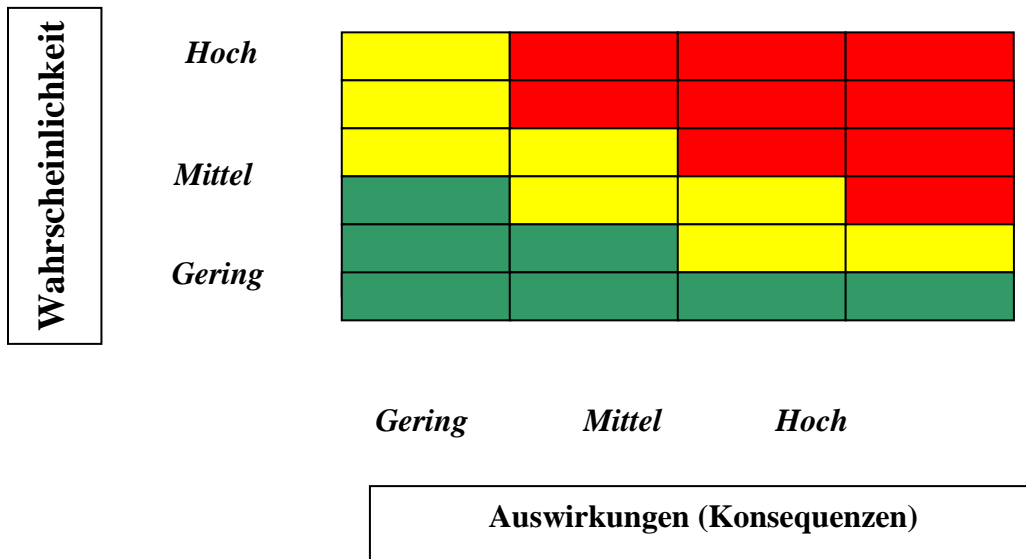 Wahrscheinlichkeit
Hoch
Mittel
Gering
Gering Mittel Hoch
Auswirkungen (Konsequenzen)